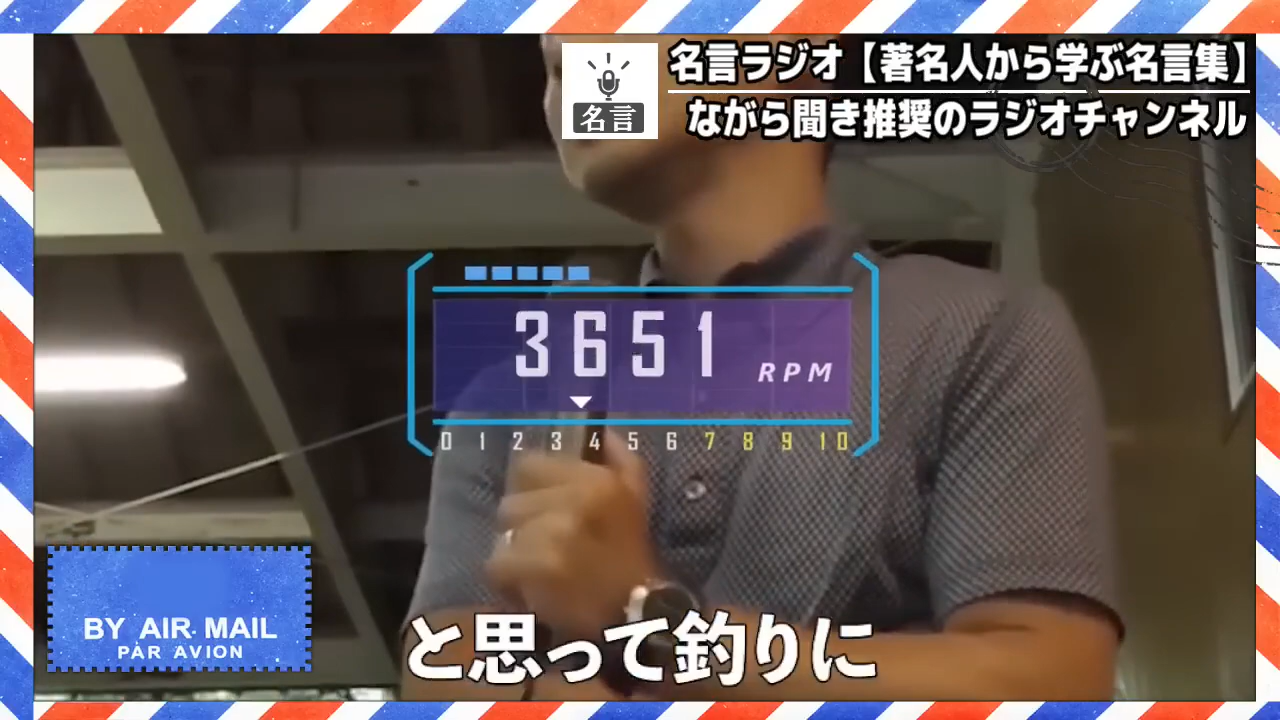 名言ラジオ【著名人から学ぶ名言集】
ながら聞き推奨のラジオチャンネル
名言
3651 RPM
0 1 2 3 4 5 6 7 8 9 10
BY AIR MAIL
PAR AVION
と思って釣りに